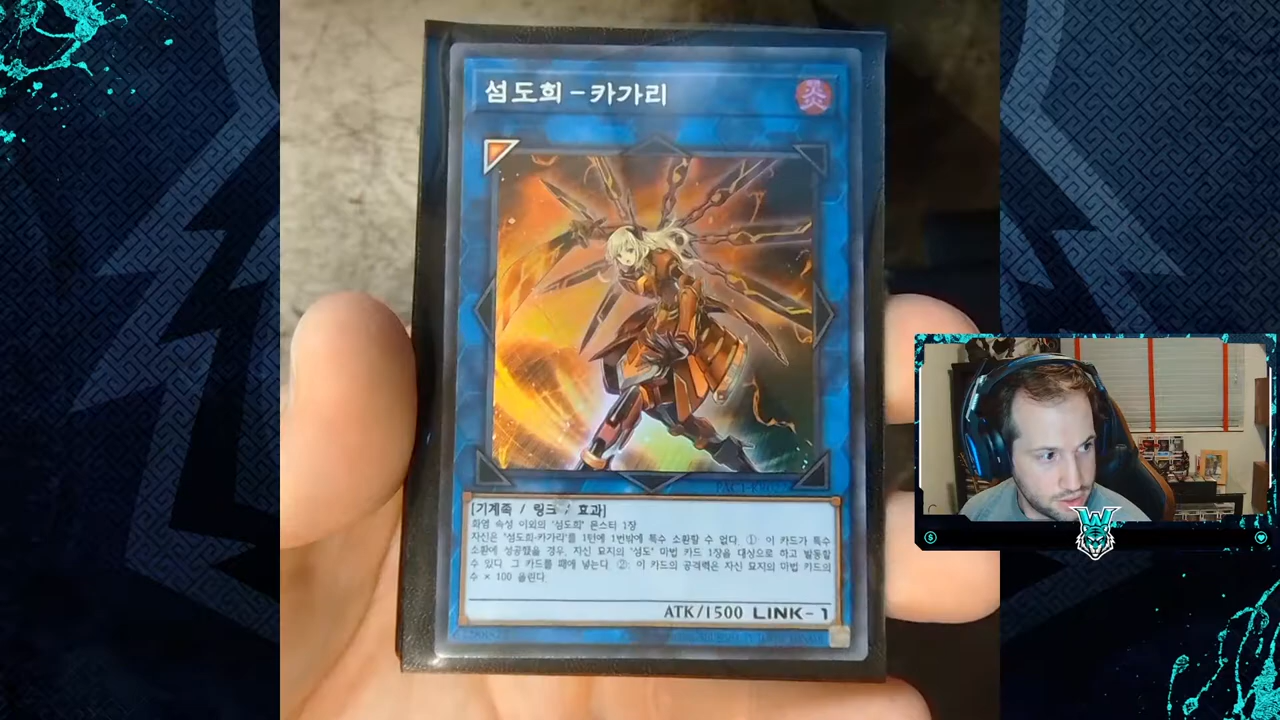 섬도희 - 카가리
炎
[기계족 / 링크 / 효과]
화염 속성 이외의 '섬도희' 몬스터 1장
자신은 '섬도희-카가리'를 1턴에 1번밖에 특수 소환할 수 없다. ①: 이 카드가 특수
소환에 성공했을 경우, 자신 묘지의 '섬도' 마법 카드 1장을 대상으로 하고 발동할
수 있다. 그 카드를 패에 넣는다. ②: 이 카드의 공격력은 자신 묘지의 마법 카드의
수 × 100 올린다.
ATK/1500 LINK-1
W